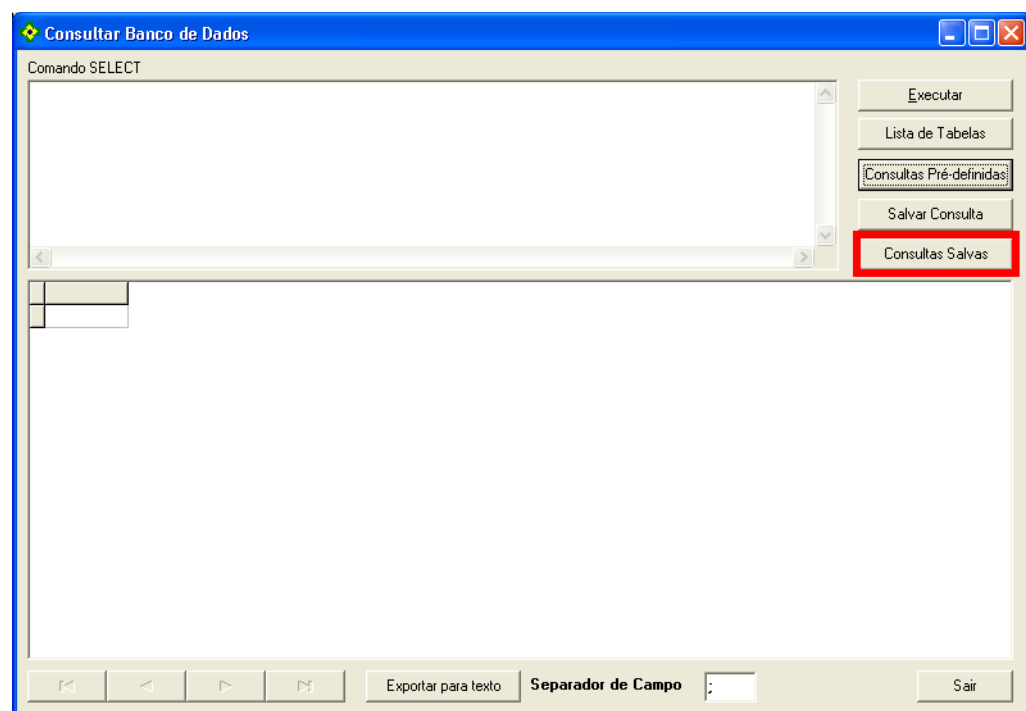 Consultar Banco de Dados
Comando SELECT
Executar
Lista de Tabelas
Consultas Pré-definidas
Salvar Consulta
Consultas Salvas
Exportar para texto
Separador de Campo
;
Sair